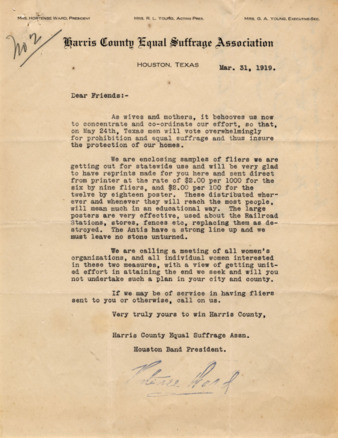 Mrs. Hortense Ward, President
Mrs. R. L. Young, Acting Pres.
Mrs. G. A. Young, Executive Sec.
No 2
Harris County Equal Suffrage Association
Houston, Texas
Mar. 31, 1919.
Dear Friends:-
As wives and mothers, it behooves us now
to concentrate and co-ordinate our effort, so that,
on May 24th, Texas men will vote overwhelmingly
for prohibition and equal suffrage and thus insure
the protection of our homes.
We are enclosing samples of fliers we are
getting out for statewide use and will be very glad
to have reprints made for you here and sent direct
from printer at the rate of $2.00 per 1000 for the
six by nine fliers, and $2.00 per 100 for the
twelve by eighteen poster. These distributed wher-
ever and whenever they will reach the most people,
will mean much in an educational way. The large
posters are very effective, used about the Railroad
Stations, stores, fences etc, replacing them as de-
stroyed. The Antis have a strong line up and we
must leave no stone unturned.
We are calling a meeting of all women's
organizations, and all individual women interested
in these two measures, with a view of getting unit-
ed effort in attaining the end we seek and will you
not undertake such a plan in your city and county.
If we may be of service in having fliers
sent to you or otherwise, call on us.
Very truly yours to win Harris County,
Harris County Equal Suffrage Assn.
Houston Band President.